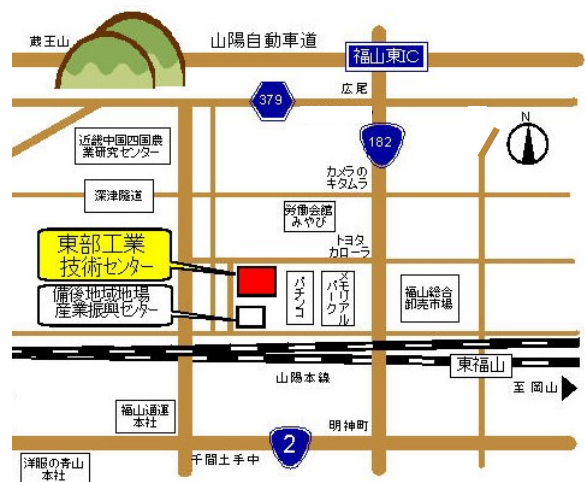 蔵王山
山陽自動車道
福山東IC
379
広尾
182
N
近畿中国四国農
業研究センター
カメラの
キタムラ
深津隧道
労働会館
みやび
トヨタ
カローラ
東部工業
技術センター
備後地域地場
産業振興センター
パチンコ
メモリアル
パーク
福山総合
卸売市場
東福山
山陽本線
至岡山
福山通運
本社
2
明神町
千間土手中
洋服の青山
本社